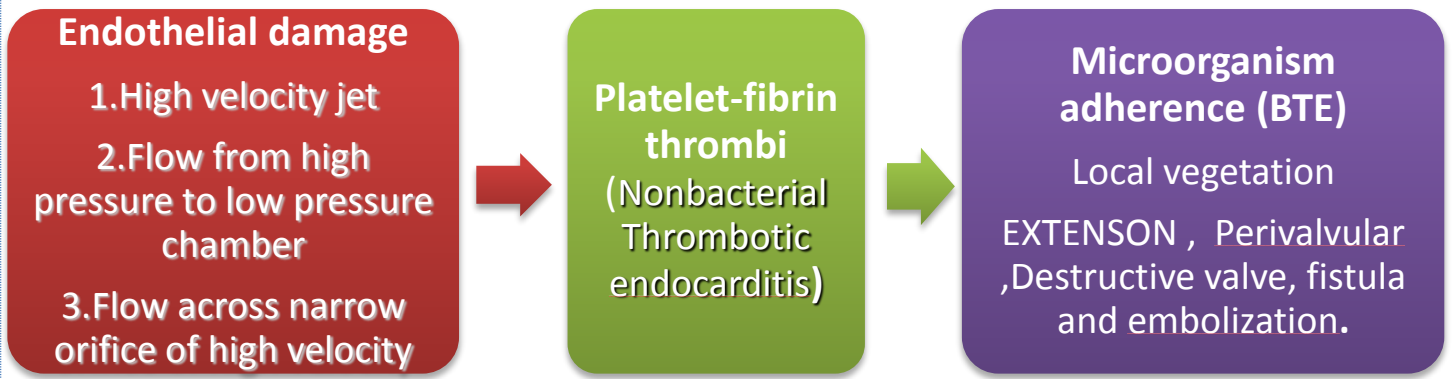 Endothelial damage
1.High velocity jet
2.Flow from high
pressure to low pressure
chamber
3.Flow across narrow
orifice of high velocity
Platelet-fibrin
thrombi
(Nonbacterial
Thrombotic
endocarditis)
Microorganism
adherence (BTE)
Local vegetation
EXTENSON , Perivalvular
,Destructive valve, fistula
and embolization.